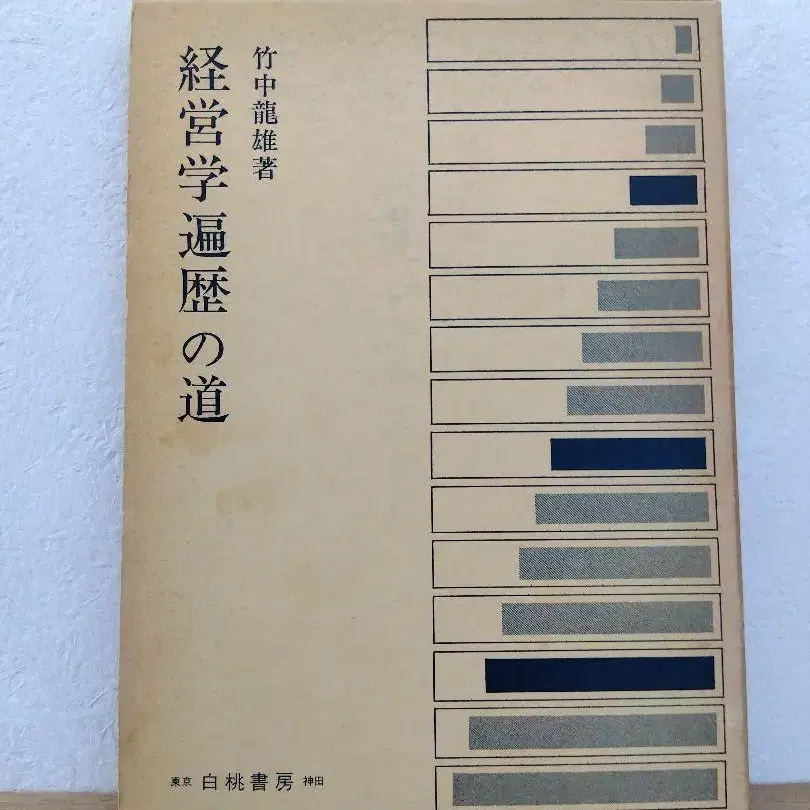 竹中龍雄著
経営学遍歴の道
東京 白桃書房 神田